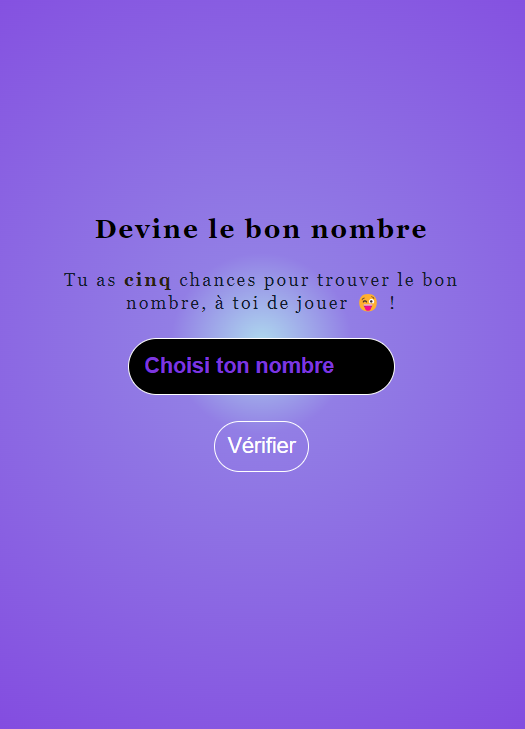 Devine le bon nombre
Tu as cinq chances pour trouver le bon
nombre, à toi de jouer 😜 !
Choisi ton nombre
Vérifier